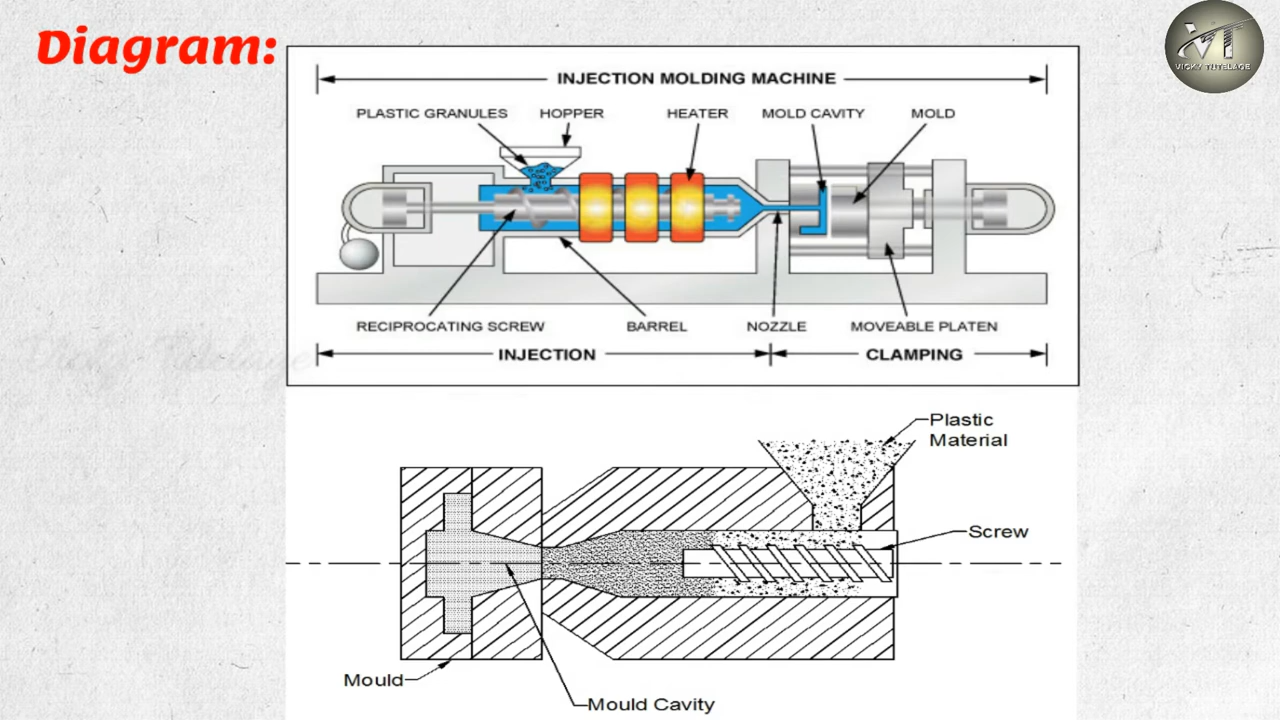 Diagram:
VT
VICKY TUTELAGE
INJECTION MOLDING MACHINE
PLASTIC GRANULES HOPPER HEATER MOLD CAVITY MOLD
RECIPROCATING SCREW BARREL NOZZLE MOVEABLE PLATEN
INJECTION CLAMPING
Plastic
Material
Screw
Mould
Mould Cavity